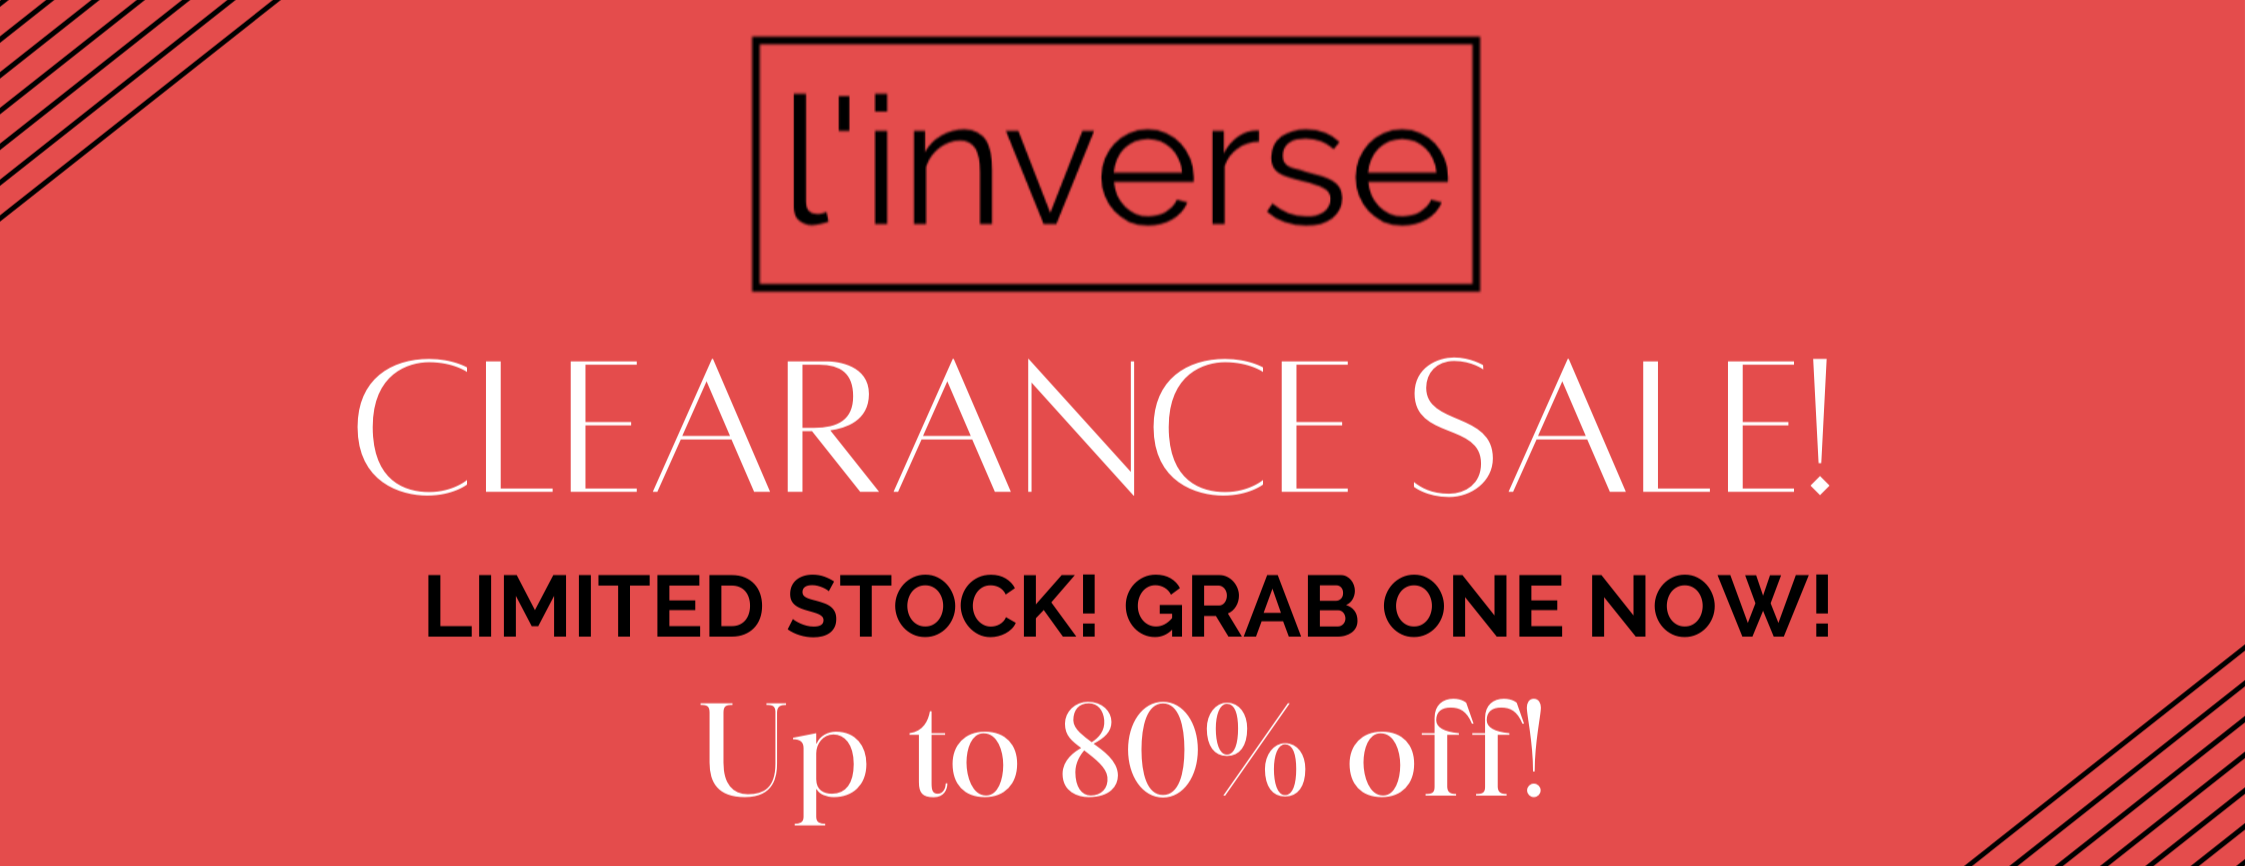 l'inverse
CLEARANCE SALE!
LIMITED STOCK! GRAB ONE NOW!
Up to 80% off!